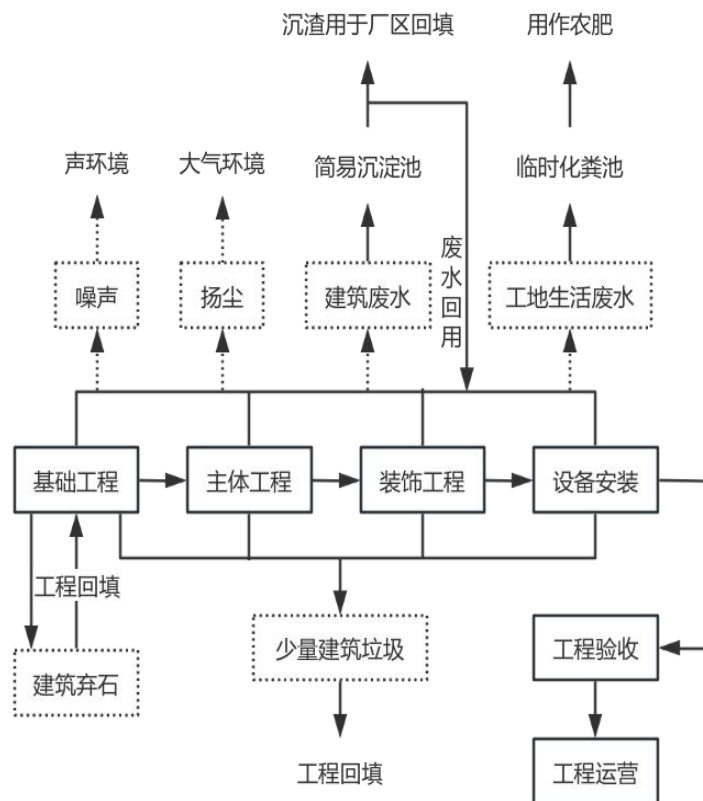 沉渣用于厂区回填
用作农肥
声环境
大气环境
简易沉淀池
临时化粪池
废水回用
噪声
扬尘
建筑废水
工地生活废水
基础工程
主体工程
装饰工程
设备安装
工程回填
建筑弃石
少量建筑垃圾
工程验收
工程回填
工程运营